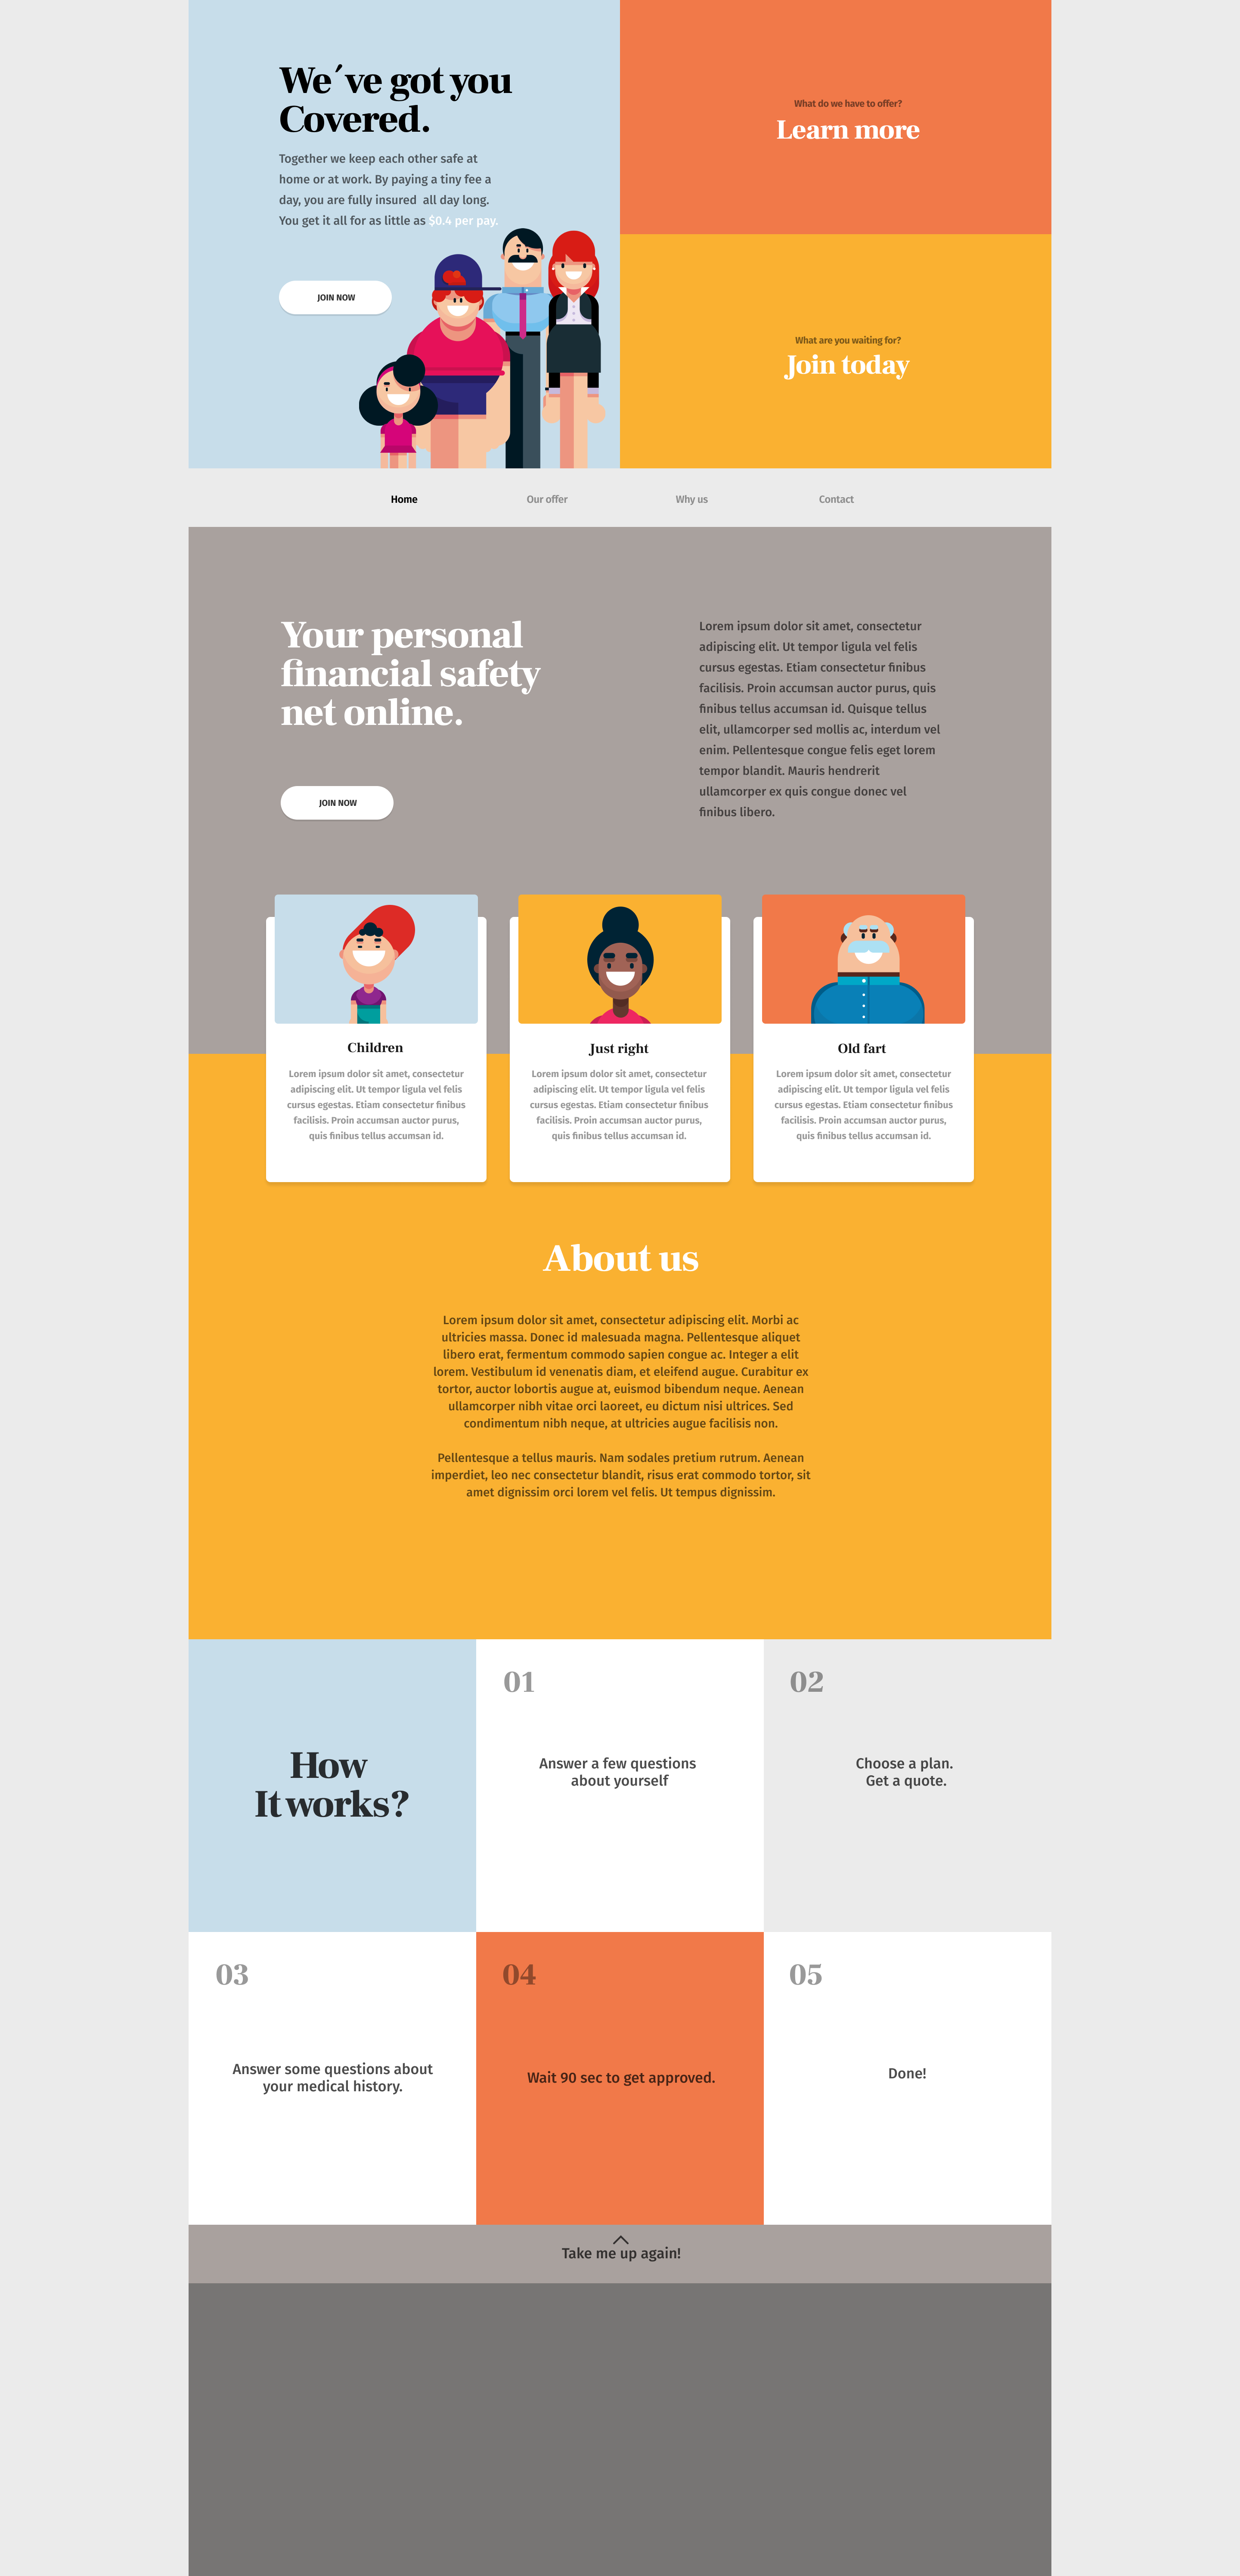 We´ve got you
Covered.
Together we keep each other safe at
home or at work. By paying a tiny fee a
day, you are fully insured  all day long.
You get it all for as little as $0.4 per pay.
JOIN NOW
What do we have to offer?
Learn more
What are you waiting for?
Join today
Home
Our offer
Why us
Contact
Your personal
financial safety
net online.
JOIN NOW
Lorem ipsum dolor sit amet, consectetur
adipiscing elit. Ut tempor ligula vel felis
cursus egestas. Etiam consectetur finibus
facilisis. Proin accumsan auctor purus, quis
finibus tellus accumsan id. Quisque tellus
elit, ullamcorper sed mollis ac, interdum vel
enim. Pellentesque congue felis eget lorem
tempor blandit. Mauris hendrerit
ullamcorper ex quis congue donec vel
finibus libero.
Children
Lorem ipsum dolor sit amet, consectetur
adipiscing elit. Ut tempor ligula vel felis
cursus egestas. Etiam consectetur finibus
facilisis. Proin accumsan auctor purus,
quis finibus tellus accumsan id.
Just right
Lorem ipsum dolor sit amet, consectetur
adipiscing elit. Ut tempor ligula vel felis
cursus egestas. Etiam consectetur finibus
facilisis. Proin accumsan auctor purus,
quis finibus tellus accumsan id.
Old fart
Lorem ipsum dolor sit amet, consectetur
adipiscing elit. Ut tempor ligula vel felis
cursus egestas. Etiam consectetur finibus
facilisis. Proin accumsan auctor purus,
quis finibus tellus accumsan id.
About us
Lorem ipsum dolor sit amet, consectetur adipiscing elit. Morbi ac
ultricies massa. Donec id malesuada magna. Pellentesque aliquet
libero erat, fermentum commodo sapien congue ac. Integer a elit
lorem. Vestibulum id venenatis diam, et eleifend augue. Curabitur ex
tortor, auctor lobortis augue at, euismod bibendum neque. Aenean
ullamcorper nibh vitae orci laoreet, eu dictum nisi ultrices. Sed
condimentum nibh neque, at ultricies augue facilisis non.
Pellentesque a tellus mauris. Nam sodales pretium rutrum. Aenean
imperdiet, leo nec consectetur blandit, risus erat commodo tortor, sit
amet dignissim orci lorem vel felis. Ut tempus dignissim.
How
It works?
01
Answer a few questions
about yourself
02
Choose a plan.
Get a quote.
03
Answer some questions about
your medical history.
04
Wait 90 sec to get approved.
05
Done!
Take me up again!